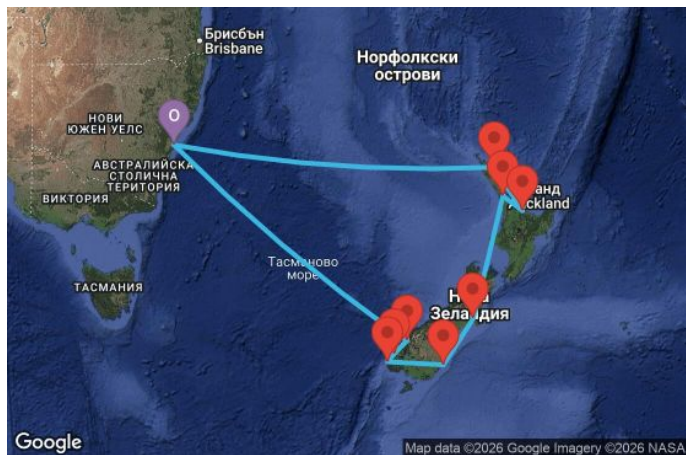 Брисбън
Brisbane
Норфолкски
острови
О
НОВИ
ЮЖЕН УЕЛС
АВСТРАЛИЙСКА
СТОЛИЧНА
ТЕРИТОРИЯ
ВИКТОРИЯ
Тасманово
море
ТАСМАНИЯ
Зеландия
Google
Map data ©2026 Google Imagery ©2026 NASA